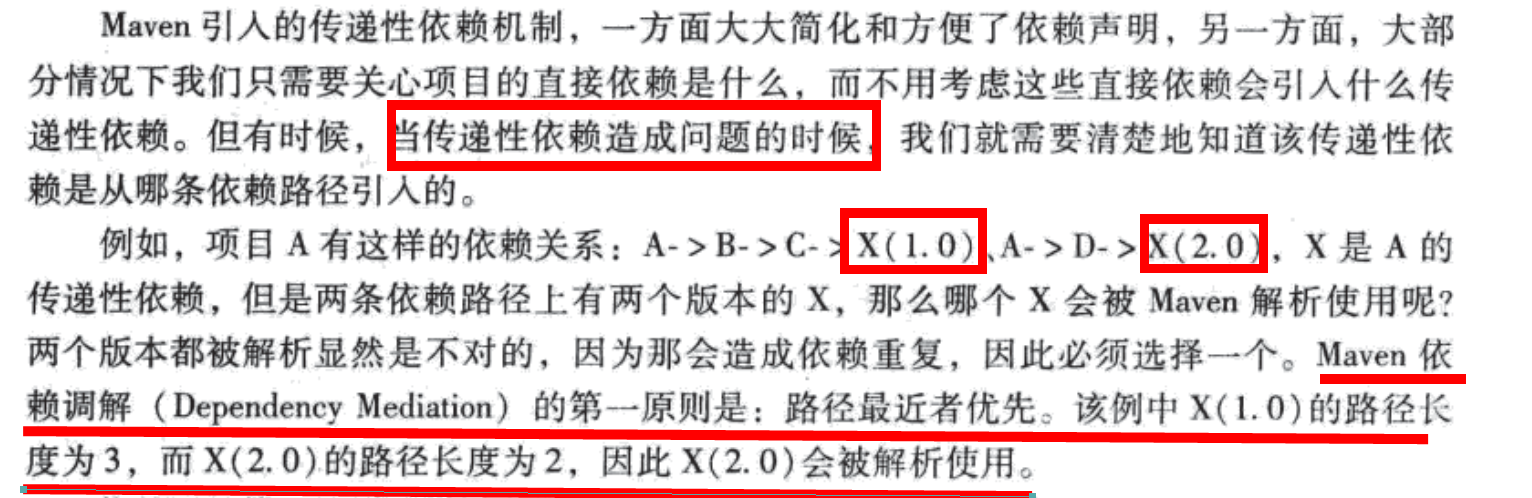 Maven 引入的传递性依赖机制，一方面大大简化和方便了依赖声明，另一方面，大部
分情况下我们只需要关心项目的直接依赖是什么，而不用考虑这些直接依赖会引入什么传
递性依赖。但有时候，当传递性依赖造成问题的时候，我们就需要清楚地知道该传递性依
赖是从哪条依赖路径引入的。
例如，项目 A 有这样的依赖关系：A->B->C->X(1.0)、A->D->X(2.0)，X 是 A 的
传递性依赖，但是两条依赖路径上有两个版本的 X，那么哪个 X 会被 Maven 解析使用呢？
两个版本都被解析显然是不对的，因为那会造成依赖重复，因此必须选择一个。Maven 依
赖调解（Dependency Mediation）的第一原则是：路径最近者优先。该例中 X(1.0)的路径长
度为 3，而 X(2.0)的路径长度为 2，因此 X(2.0)会被解析使用。